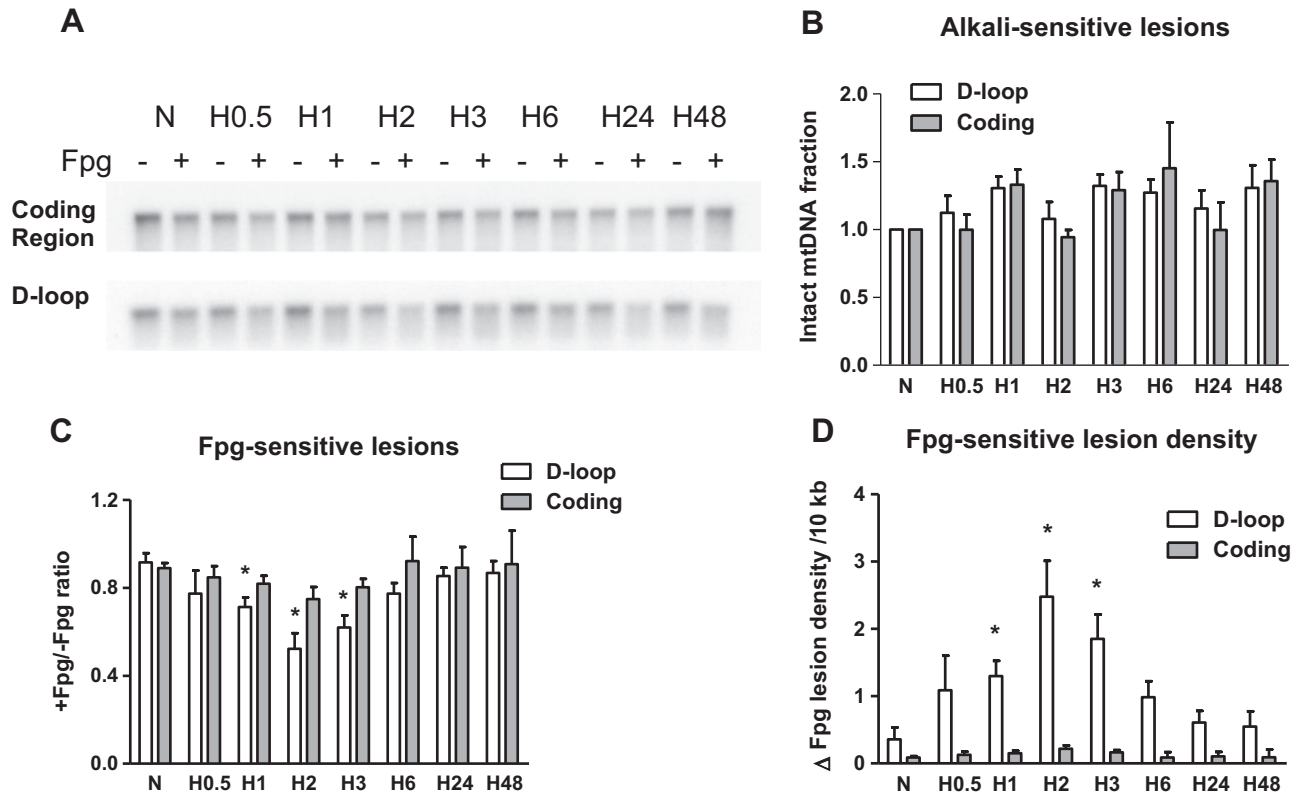 A
N H0.5 H1 H2 H3 H6 H24 H48
Fpg - + - + - + - + - + - + - + - +
Coding
Region
D-loop
B
Alkali-sensitive lesions
D-loop
Coding
Intact mtDNA fraction
2.0
1.5
1.0
0.5
0.0
N H0.5 H1 H2 H3 H6 H24 H48
C
Fpg-sensitive lesions
D-loop
Coding
+Fpg/-Fpg ratio
1.2
0.8
0.4
0.0
* * *
N H0.5 H1 H2 H3 H6 H24 H48
D
Fpg-sensitive lesion density
D-loop
Coding
Δ Fpg lesion density /10 kb
4
3
2
1
0
* * *
N H0.5 H1 H2 H3 H6 H24 H48